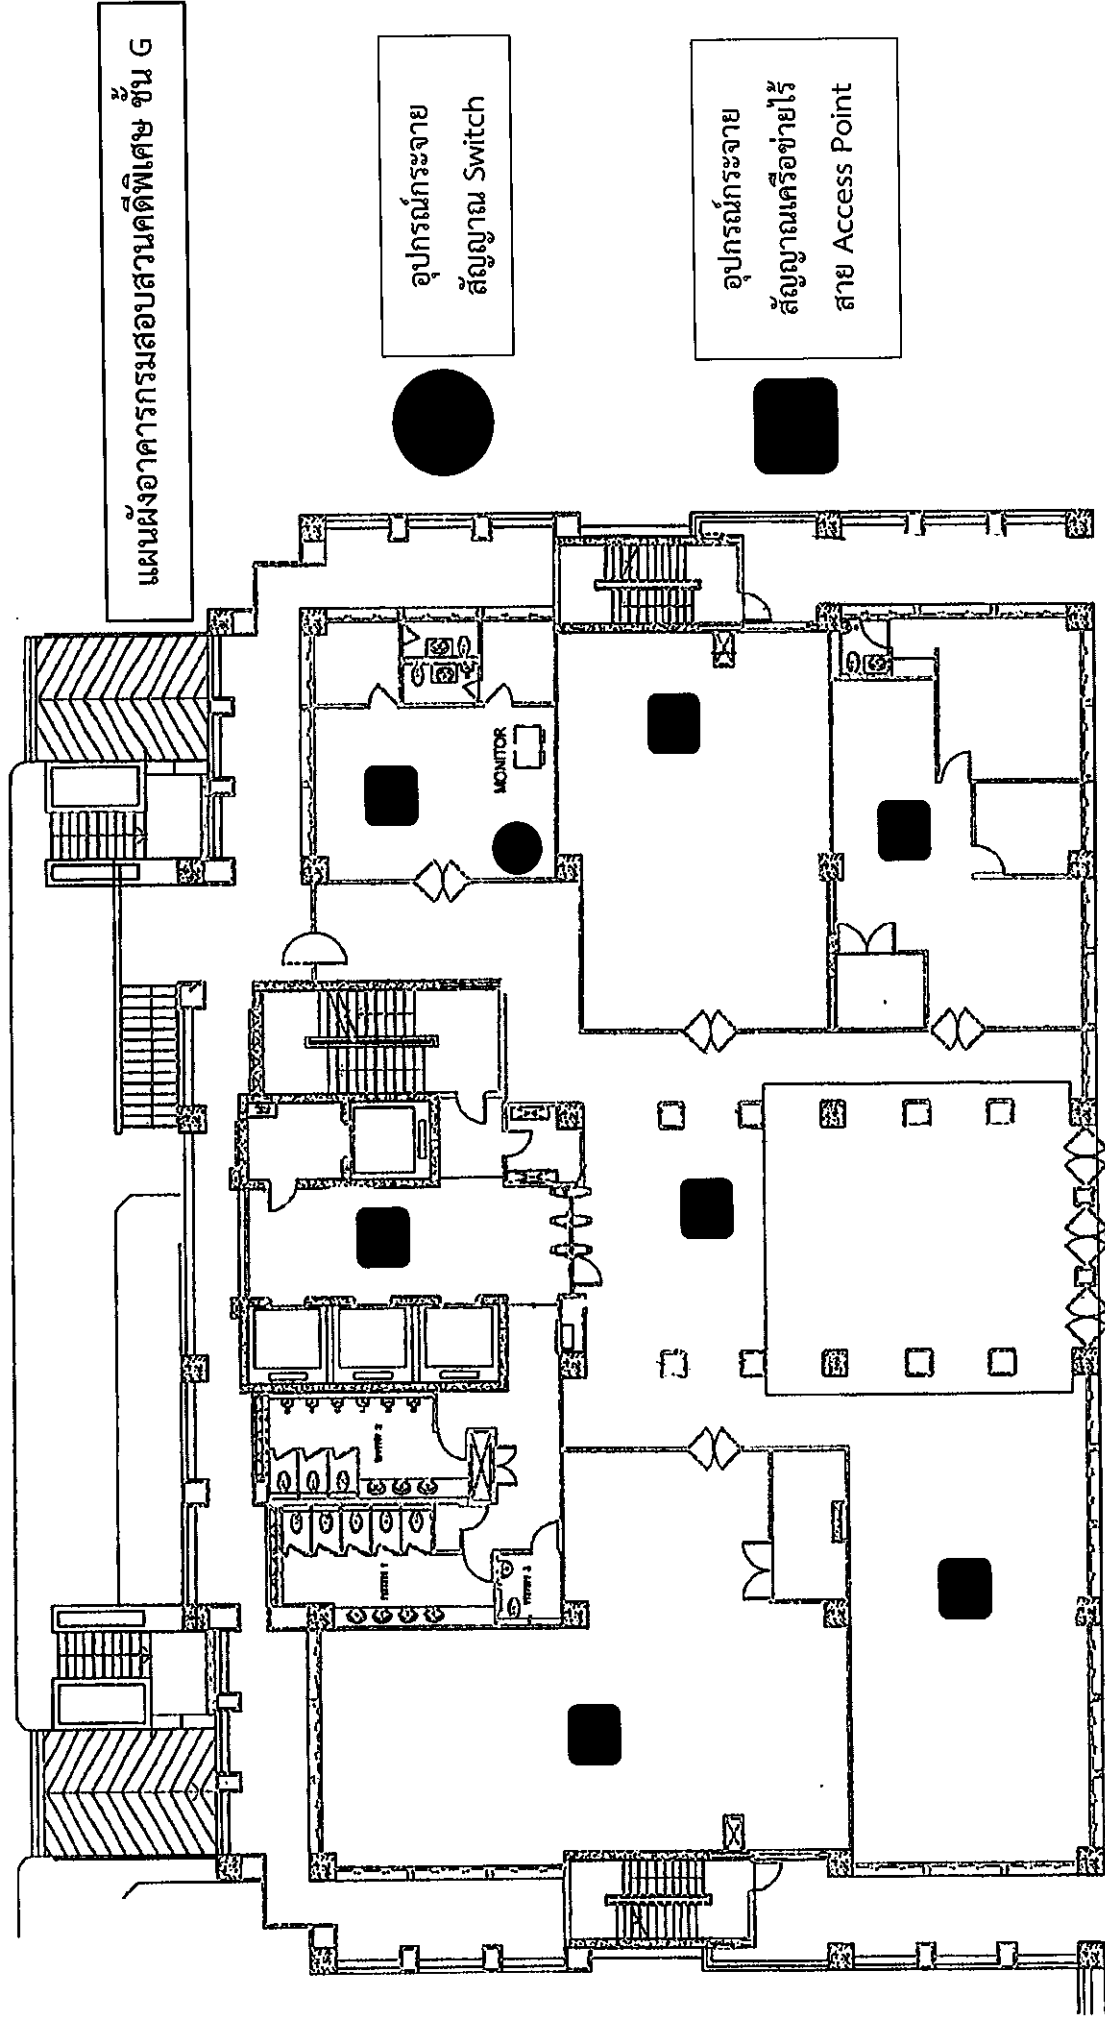 แผนผังอาคารกรมสอบสวนคดีพิเศษ ชั้น G
อุปกรณ์กระจาย
สัญญาณ Switch
อุปกรณ์กระจาย
สัญญาณเครือข่ายไร้
สาย Access Point
MONITOR